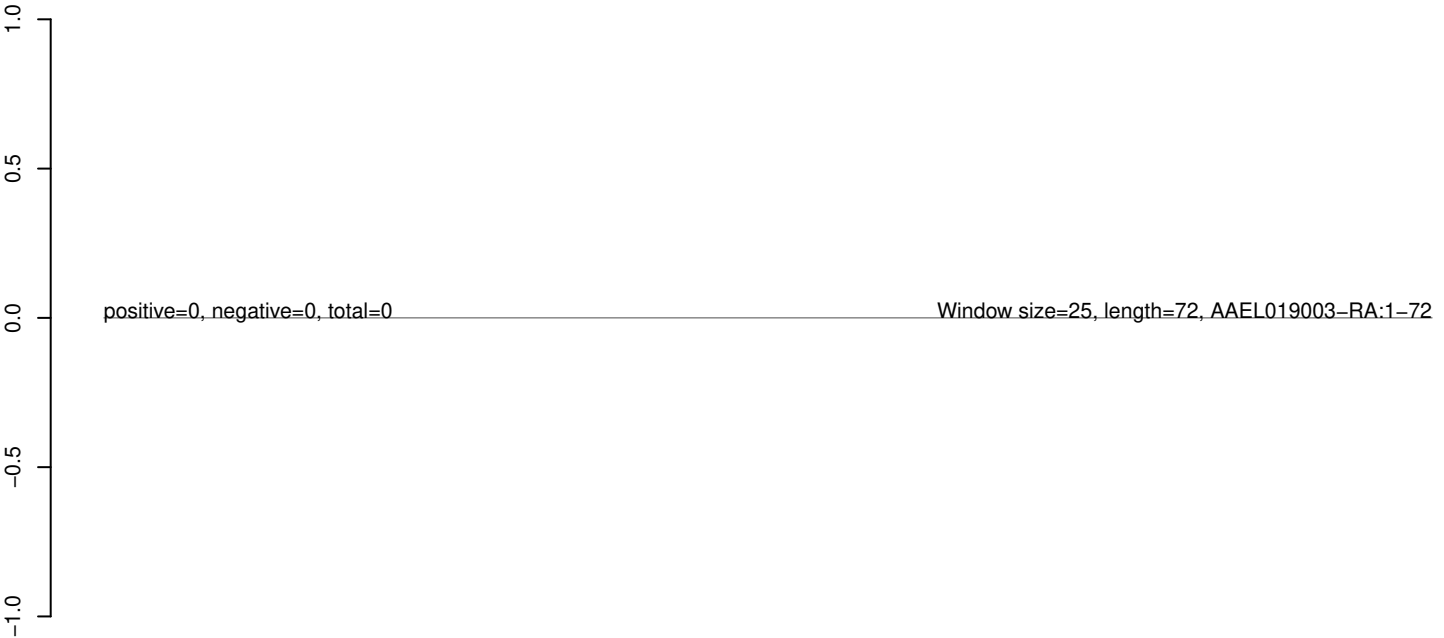 1.0
0.5
positive=0, negative=0, total=0
Window size=25, length=72, AAEL019003−RA:1−72
0.0
−0.5
−1.0